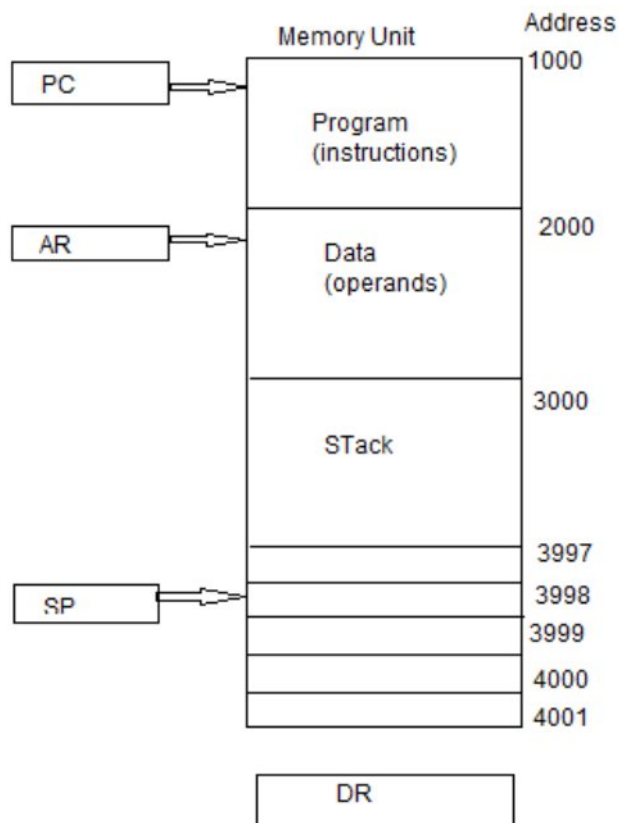 Address
Memory Unit
1000
PC
Program
(instructions)
2000
AR
Data
(operands)
3000
STack
3997
3998
SP
3999
4000
4001
DR